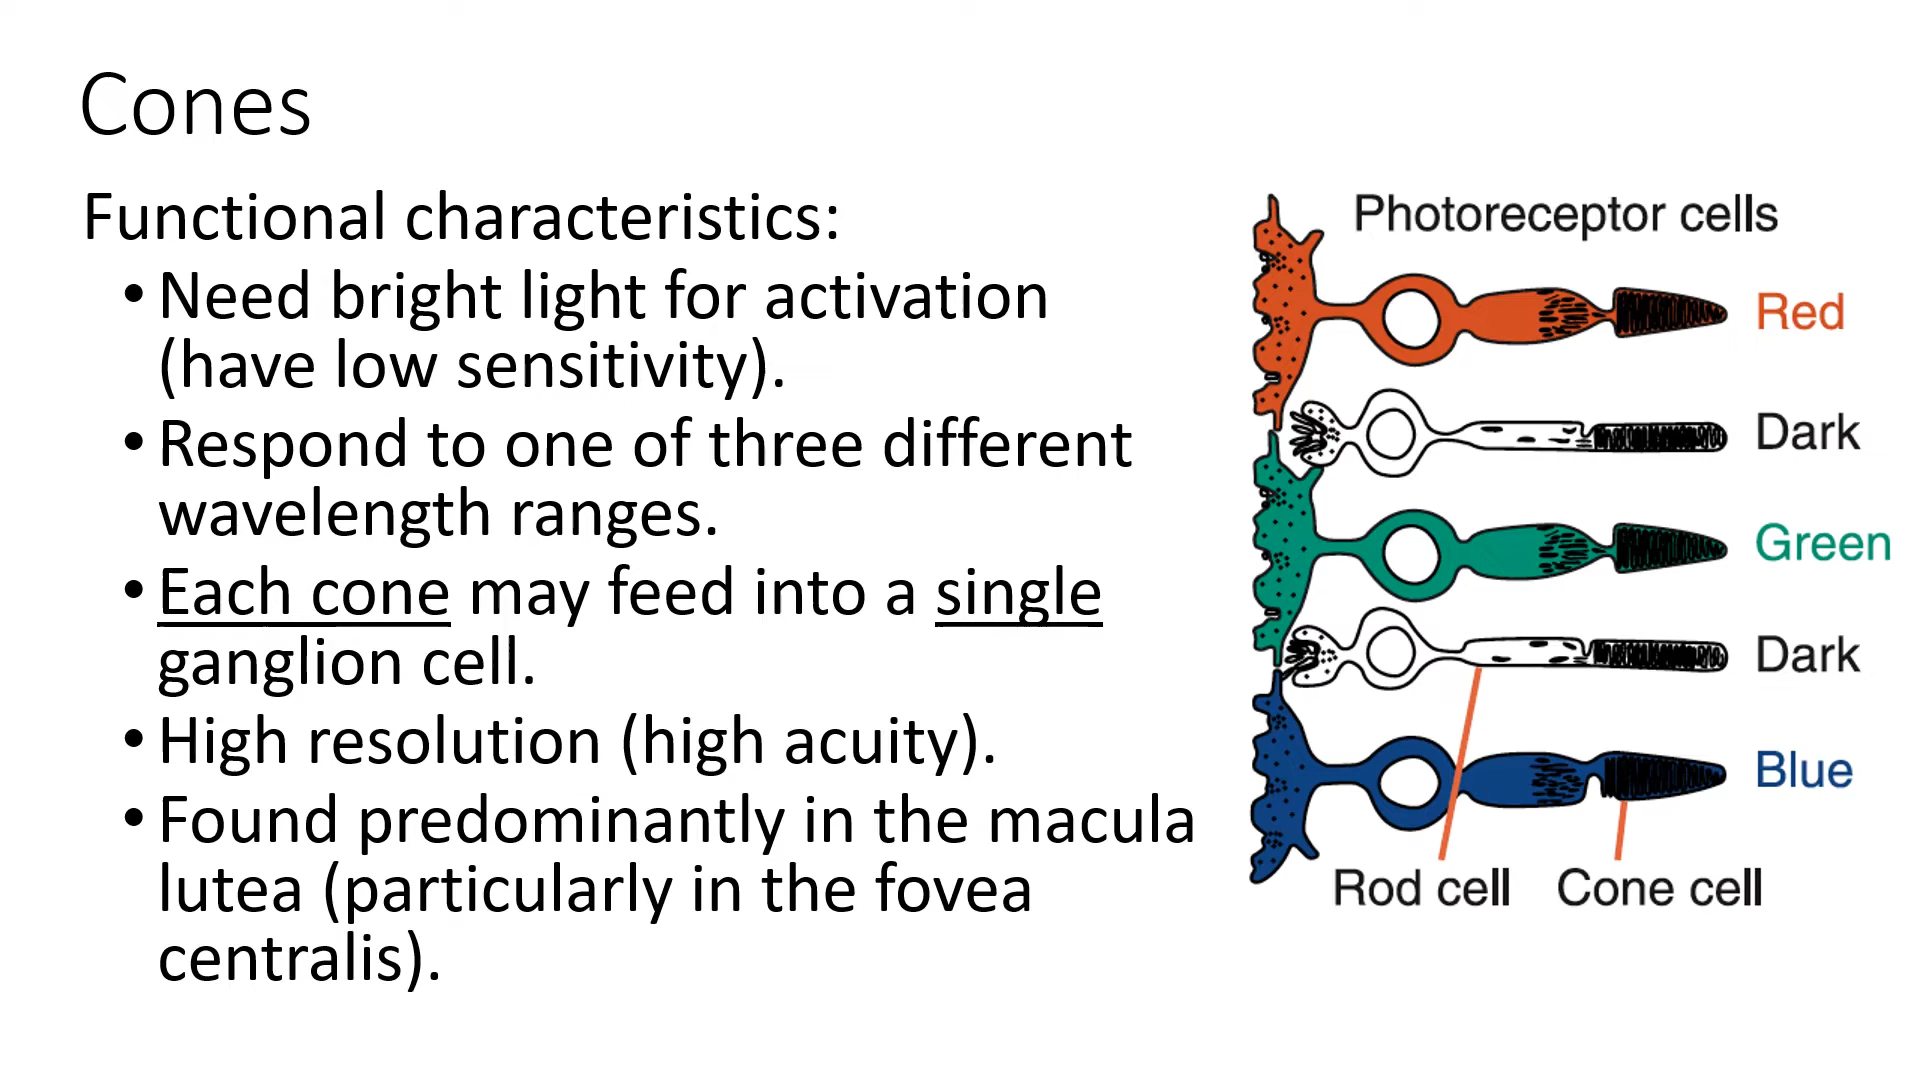 Cones
Functional characteristics:
• Need bright light for activation
(have low sensitivity).
• Respond to one of three different
wavelength ranges.
• Each cone may feed into a single
ganglion cell.
• High resolution (high acuity).
• Found predominantly in the macula
lutea (particularly in the fovea
centralis).
Photoreceptor cells
Red
Dark
Green
Dark
Blue
Rod cell
Cone cell